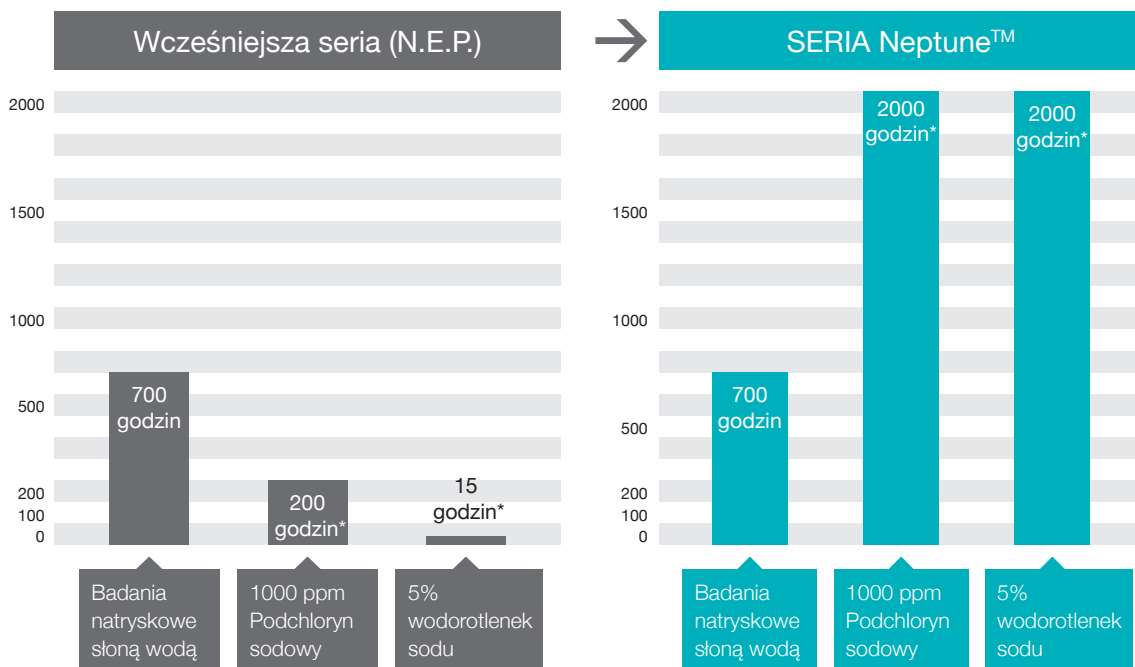 Wcześniejsza seria (N.E.P.)
2000
1500
1000
500
200
100
0
700
godzin
200
godzin*
15
godzin*
Badania
natryskowe
słoną wodą
1000 ppm
Podchloryn
sodowy
5%
wodorotlenek
sodu
SERIA Neptune™
2000
1500
1000
500
200
100
0
700
godzin
2000
godzin*
2000
godzin*
Badania
natryskowe
słoną wodą
1000 ppm
Podchloryn
sodowy
5%
wodorotlenek
sodu